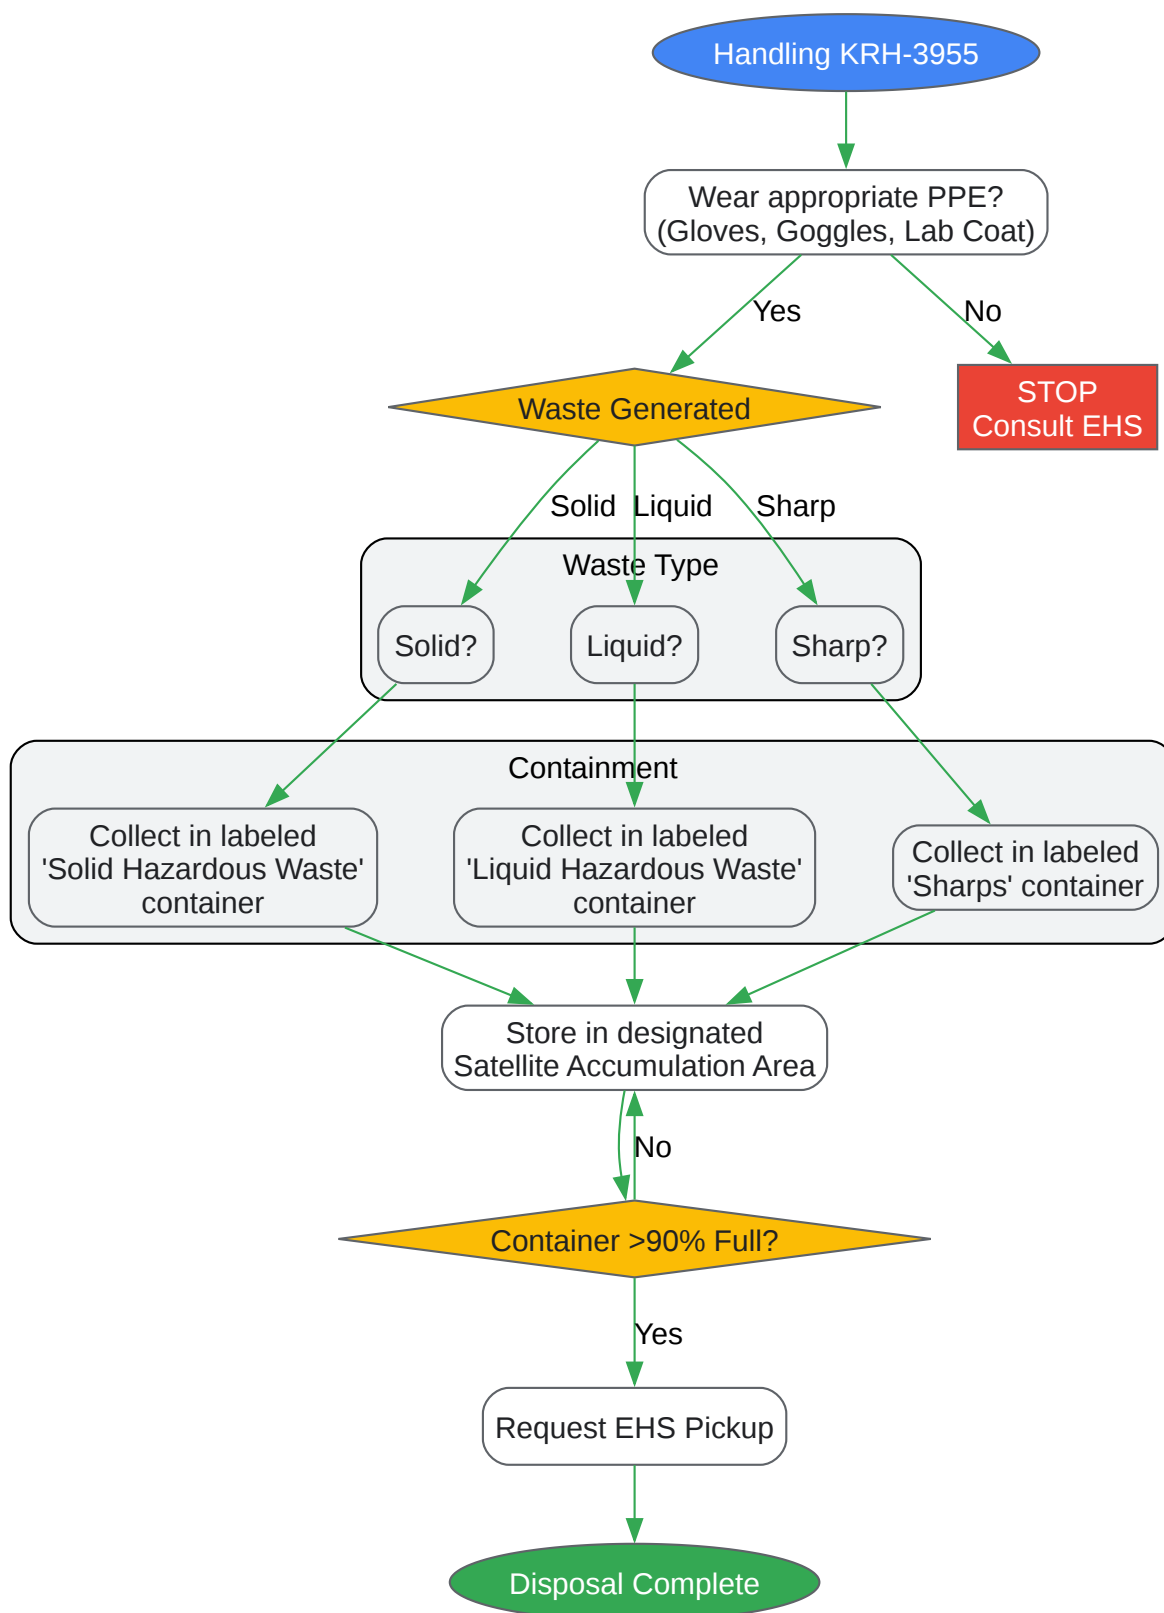 Handling KRH-3955
Wear appropriate PPE?
(Gloves, Goggles, Lab Coat)
Yes
No
Waste Generated
STOP
Consult EHS
Solid
Liquid
Sharp
Waste Type
Solid?
Liquid?
Sharp?
Containment
Collect in labeled
'Solid Hazardous Waste'
container
Collect in labeled
'Liquid Hazardous Waste'
container
Collect in labeled
'Sharps' container
Store in designated
Satellite Accumulation Area
No
Container >90% Full?
Yes
Request EHS Pickup
Disposal Complete